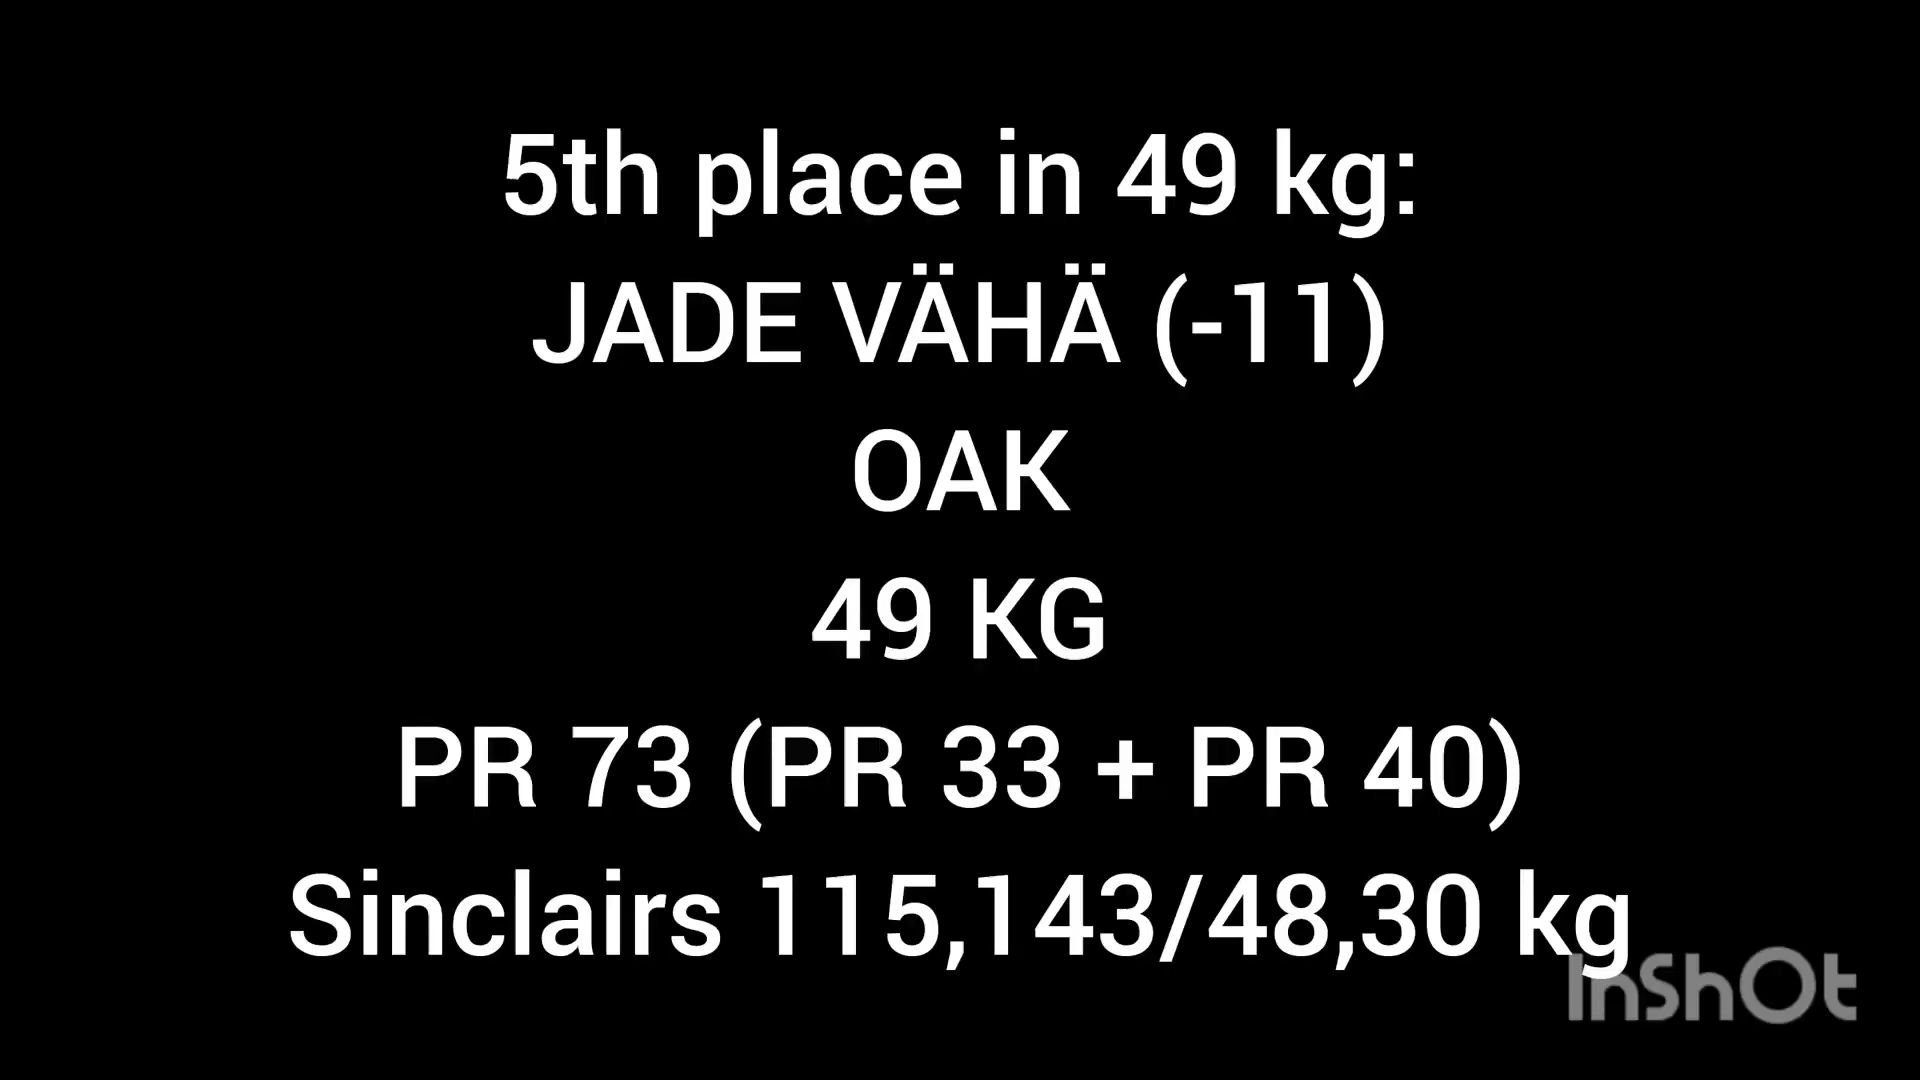 5th place in 49 kg:
JADE VÄHÄ (-11)
OAK
49 KG
PR 73 (PR 33 + PR 40)
Sinclairs 115,143/48,30 kg
InShOt